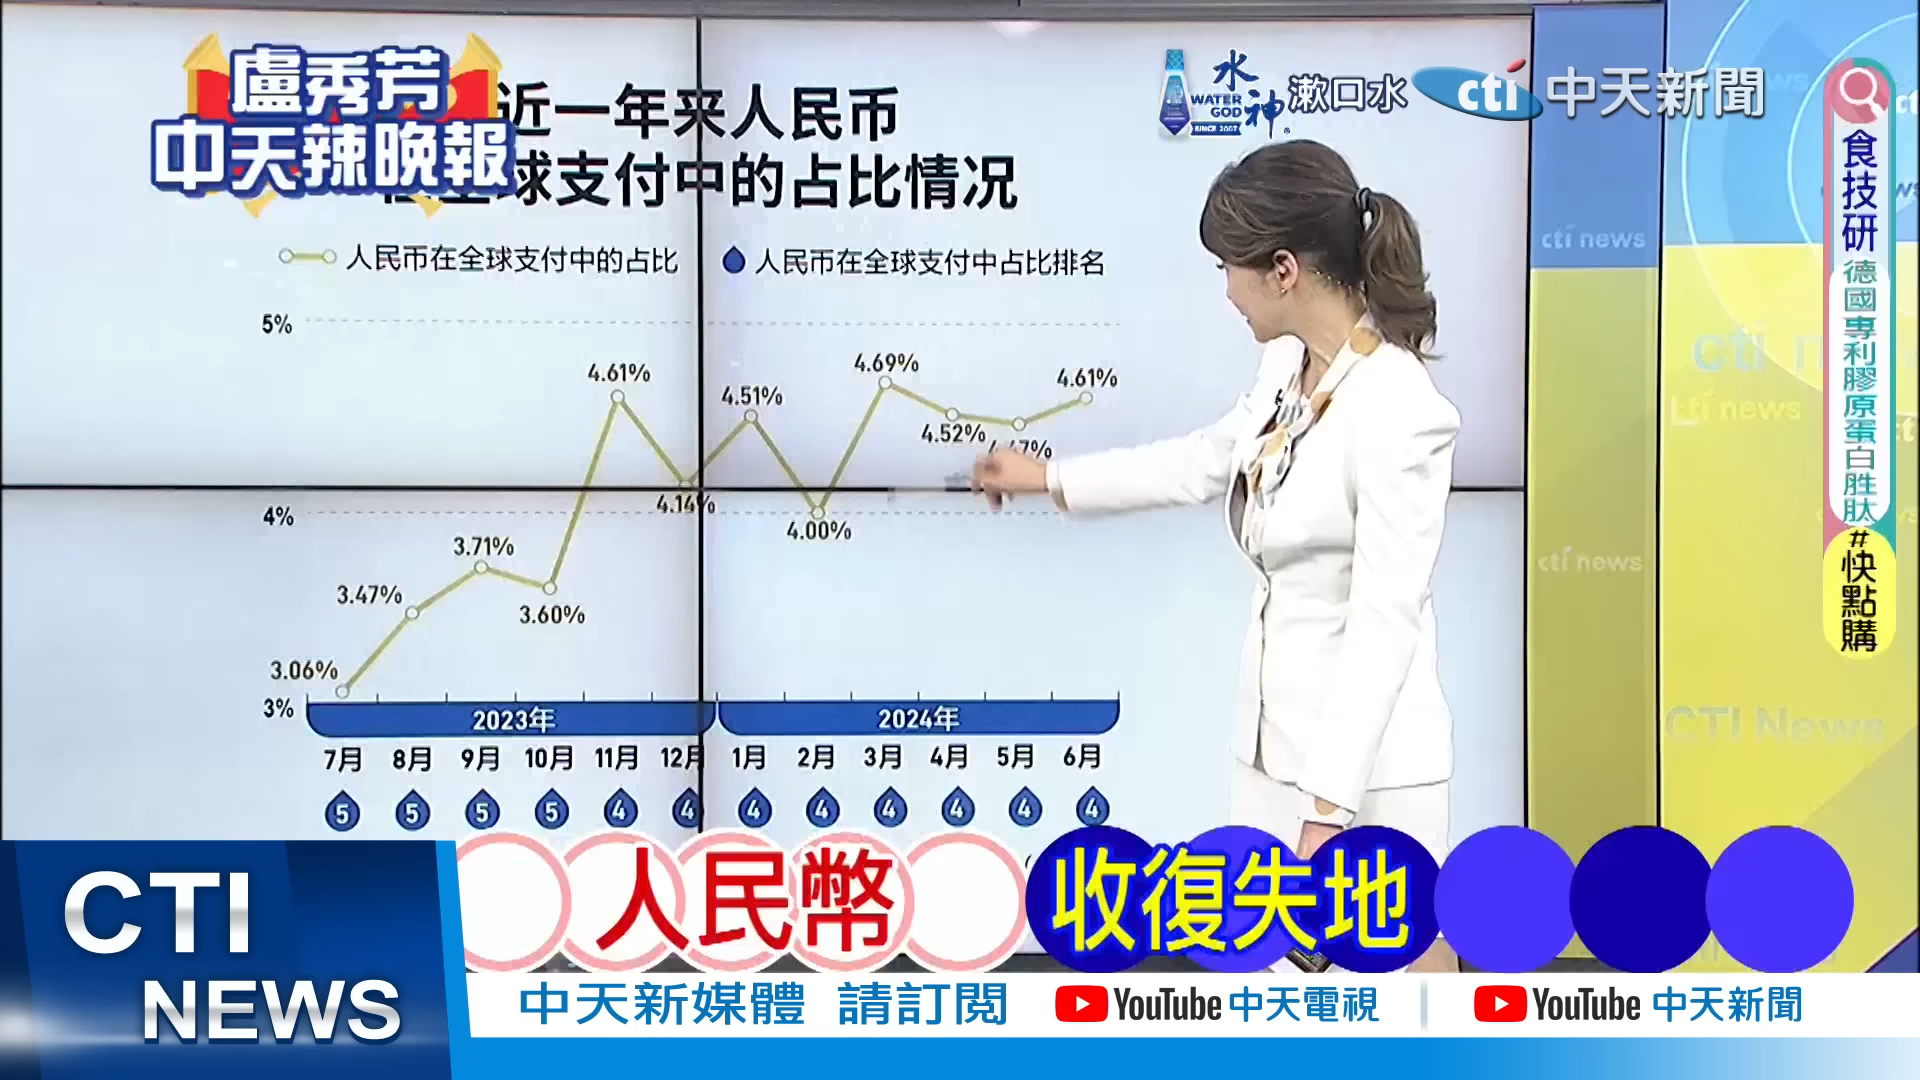 盧秀芳
中天辣晚報
近一年来人民币
球支付中的占比情况
水神
WATER GOD
SINCE 2007
漱口水
cti 中天新聞
人民币在全球支付中的占比
人民币在全球支付中占比排名
5%
4%
3%
3.06%
3.47%
3.71%
3.60%
4.61%
4.14%
4.51%
4.00%
4.69%
4.52%
4.61%
2023年
2024年
7月 8月 9月 10月 11月 12月 1月 2月 3月 4月 5月 6月
5 5 5 5 4 4 4 4 4 4 4 4
cti news
cti news
cti news
CTI News
食技研
德國專利膠原蛋白胜肽
#快點購
人民幣 收復失地
CTI NEWS
中天新媒體 請訂閱
YouTube 中天電視
YouTube 中天新聞